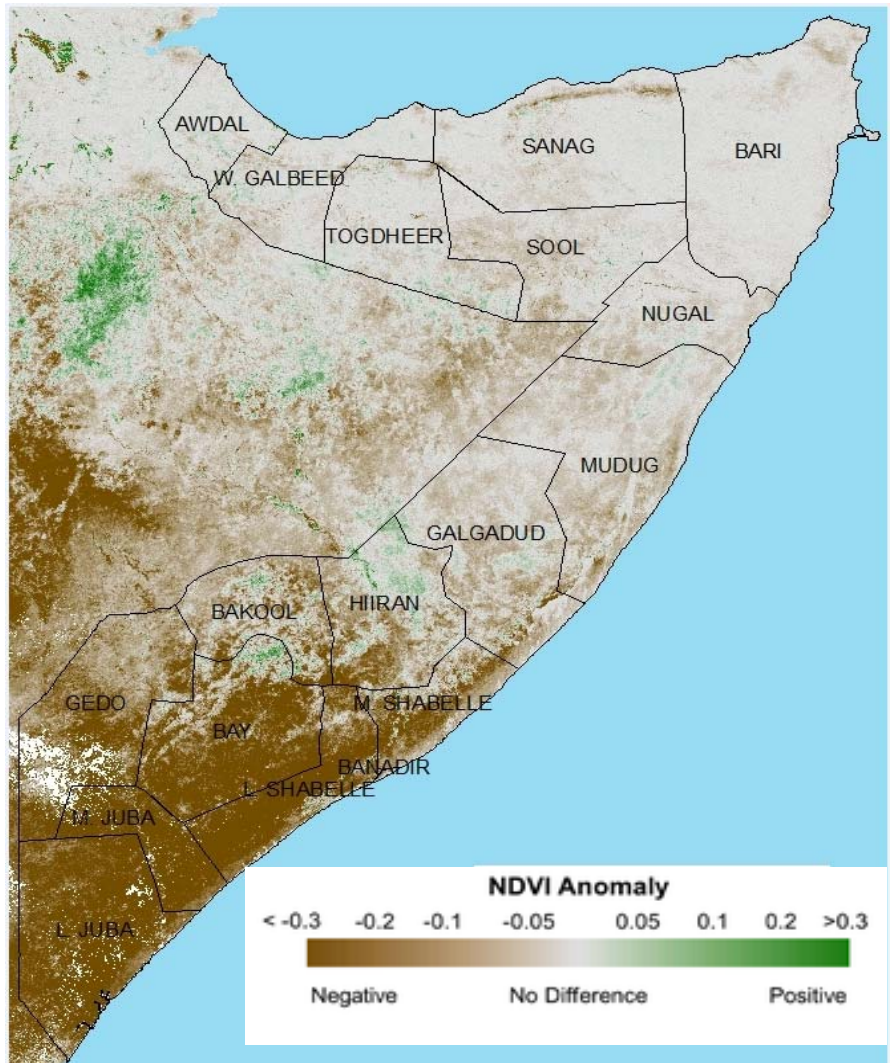 AWDAL
SANAG
BARI
W. GALBEED
TOGDHEER
SOOL
NUGAL
MUDUG
GALGADUD
BAKOOL
HIIRAN
GEDO
M. SHABELLE
BAY
BANADIR
L. SHABELLE
M. JUBA
L. JUBA
NDVI Anomaly
< -0.3 -0.2 -0.1 -0.05 0.05 0.1 0.2 >0.3
Negative No Difference Positive